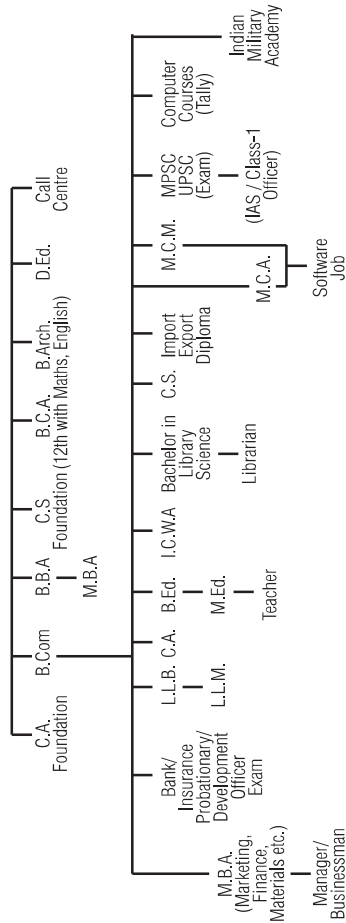 C.A.
Foundation
B.Com
B.B.A
M.B.A
C.S
Foundation (12th with Maths, English)
B.C.A.
B.Arch.
D.Ed.
Call
Centre
M.B.A.
(Marketing,
Finance,
Materials etc.)
Manager/
Businessman
Bank/
Insurance
Probationary/
Development
Officer
Exam
L.L.B.
L.L.M.
C.A.
B.Ed.
M.Ed.
Teacher
I.C.W.A
Bachelor in
Library
Science
Librarian
C.S.
Import
Export
Diploma
M.C.A.
M.C.M.
Software
Job
MPSC
UPSC
(Exam)
(IAS / Class-1
Officer)
Computer
Courses
(Tally)
Indian
Military
Academy